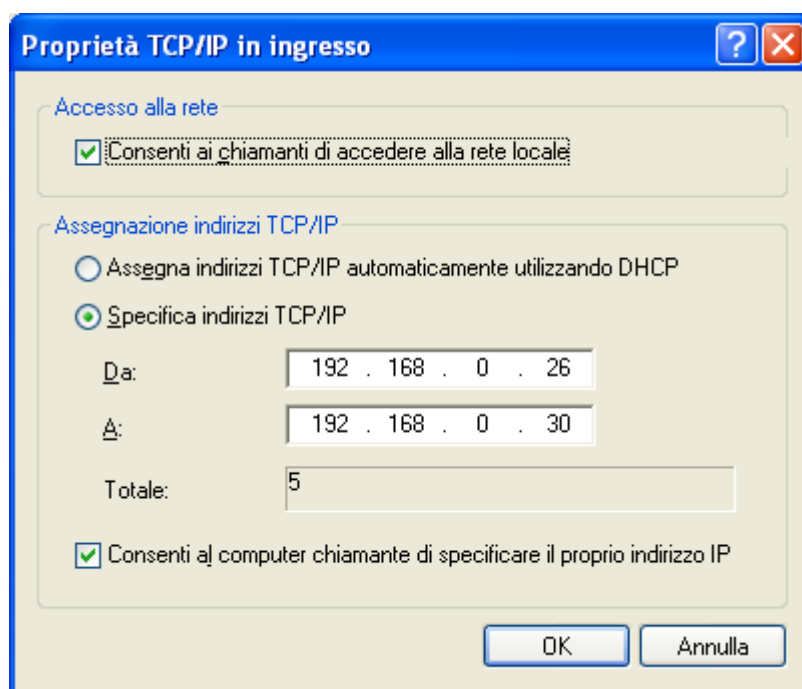 Proprietà TCP/IP in ingresso
Accesso alla rete
Consenti ai chiamanti di accedere alla rete locale
Assegnazione indirizzi TCP/IP
Assegna indirizzi TCP/IP automaticamente utilizzando DHCP
Specifica indirizzi TCP/IP
Da: 192 . 168 . 0 . 26
A: 192 . 168 . 0 . 30
Totale: 5
Consenti al computer chiamante di specificare il proprio indirizzo IP
OK Annulla